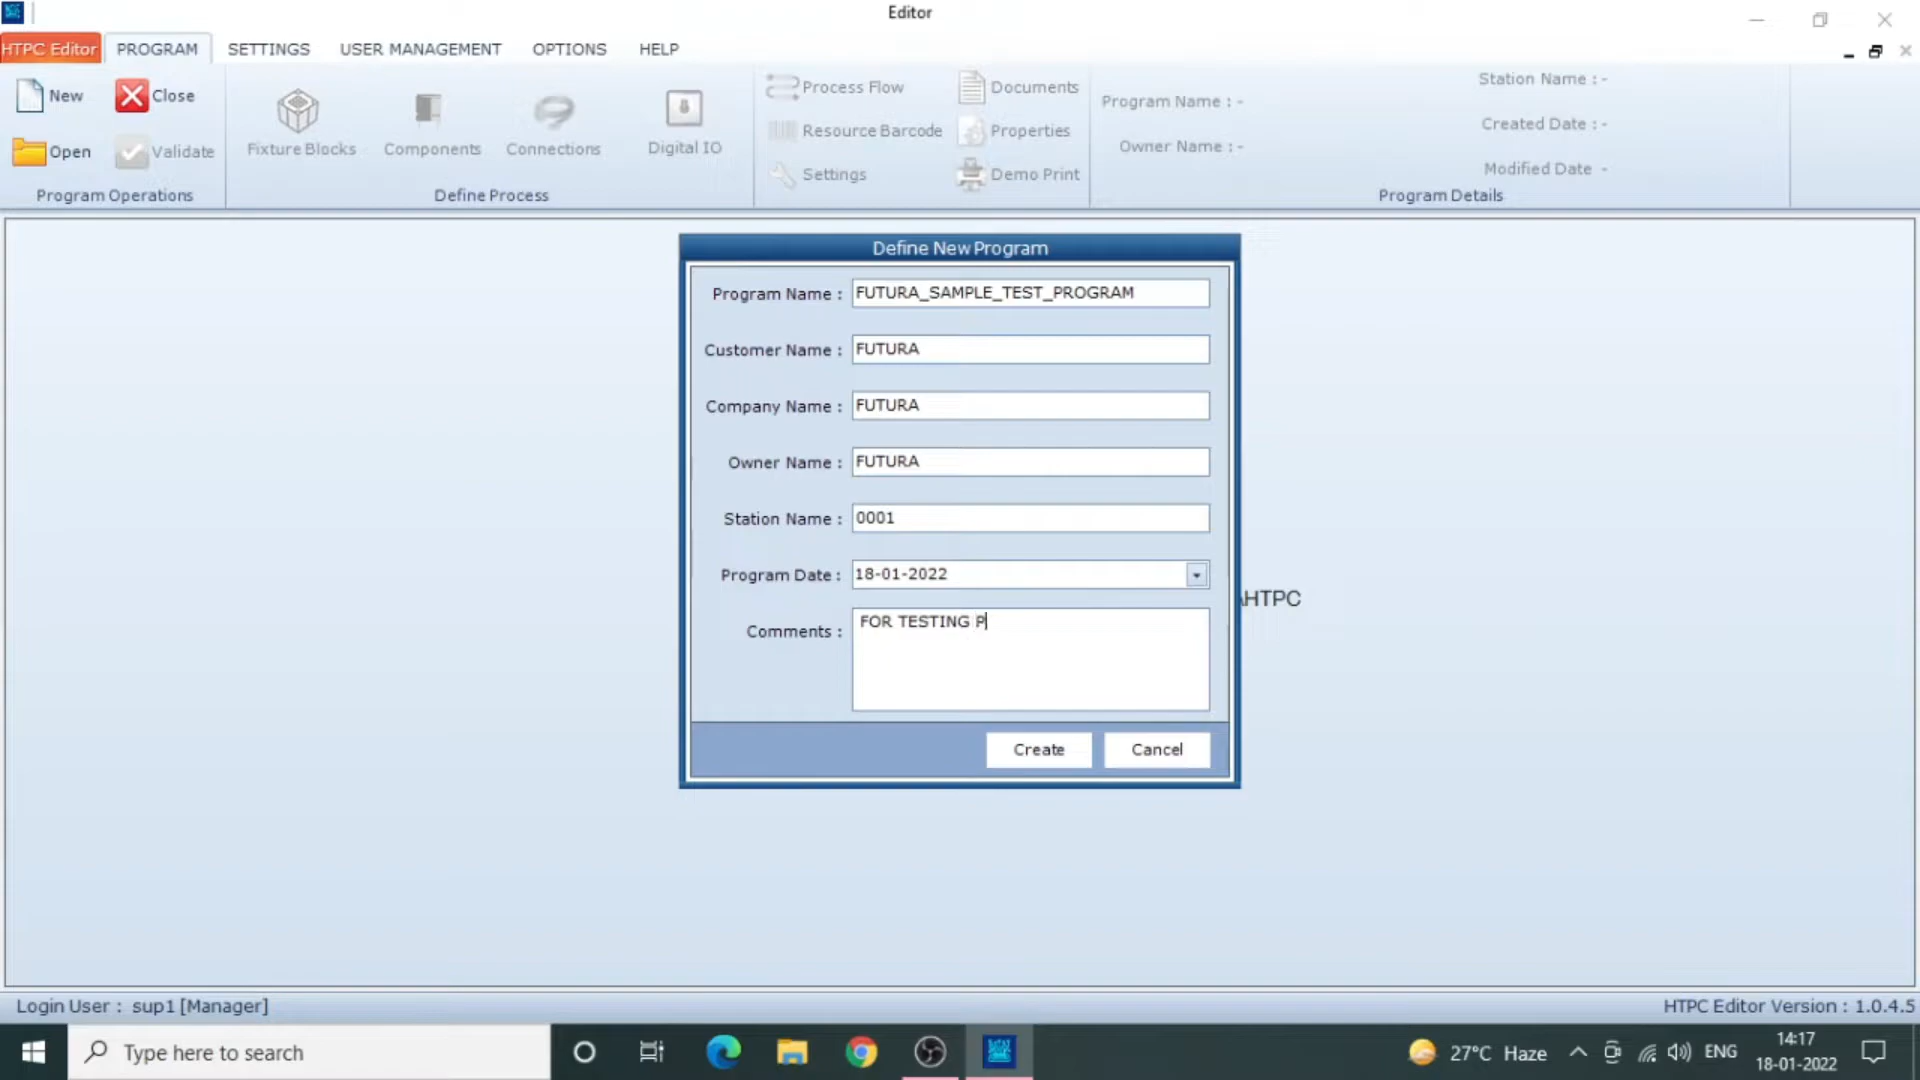 Editor
HTPC Editor PROGRAM SETTINGS USER MANAGEMENT OPTIONS HELP
New Close
Open Validate
Program Operations
Fixture Blocks Components Connections Digital IO
Define Process
Process Flow Documents
Resource Barcode Properties
Settings Demo Print
Program Name : -
Owner Name : -
Station Name : -
Created Date : -
Modified Date -
Program Details
Define New Program
Program Name : FUTURA_SAMPLE_TEST_PROGRAM
Customer Name : FUTURA
Company Name : FUTURA
Owner Name : FUTURA
Station Name : 0001
Program Date : 18-01-2022
Comments : FOR TESTING P
Create Cancel
HTPC
Login User : sup1 [Manager]
HTPC Editor Version : 1.0.4.5
Type here to search
27°C Haze
ENG
14:17
18-01-2022